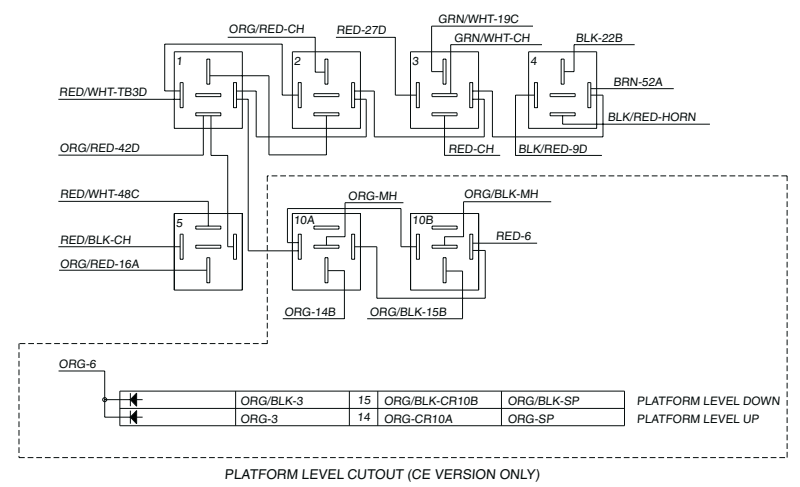 GRN/WHT-19C
ORG/RED-CH
RED-27D
GRN/WHT-CH
BLK-22B
1
2
3
4
RED/WHT-TB3D
BRN-52A
BLK/RED-HORN
ORG/RED-42D
RED-CH
BLK/RED-9D
RED/WHT-48C
ORG-MH
ORG/BLK-MH
5
10A
10B
RED-6
RED/BLK-CH
ORG/RED-16A
ORG-14B
ORG/BLK-15B
ORG-6
ORG/BLK-3 15 ORG/BLK-CR10B ORG/BLK-SP PLATFORM LEVEL DOWN
ORG-3 14 ORG-CR10A ORG-SP PLATFORM LEVEL UP
PLATFORM LEVEL CUTOUT (CE VERSION ONLY)